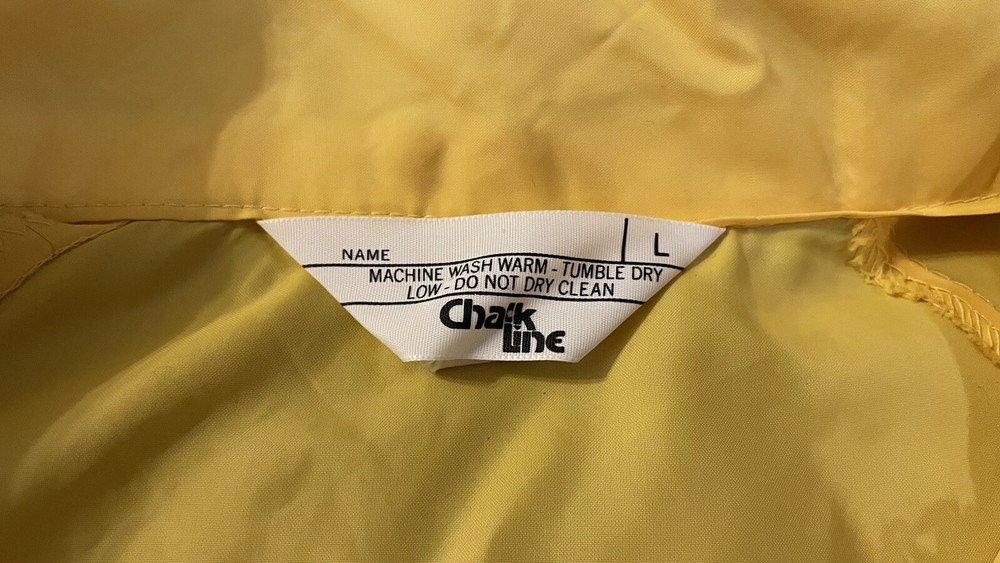 NAME L
MACHINE WASH WARM - TUMBLE DRY
LOW - DO NOT DRY CLEAN
Chalk
Line